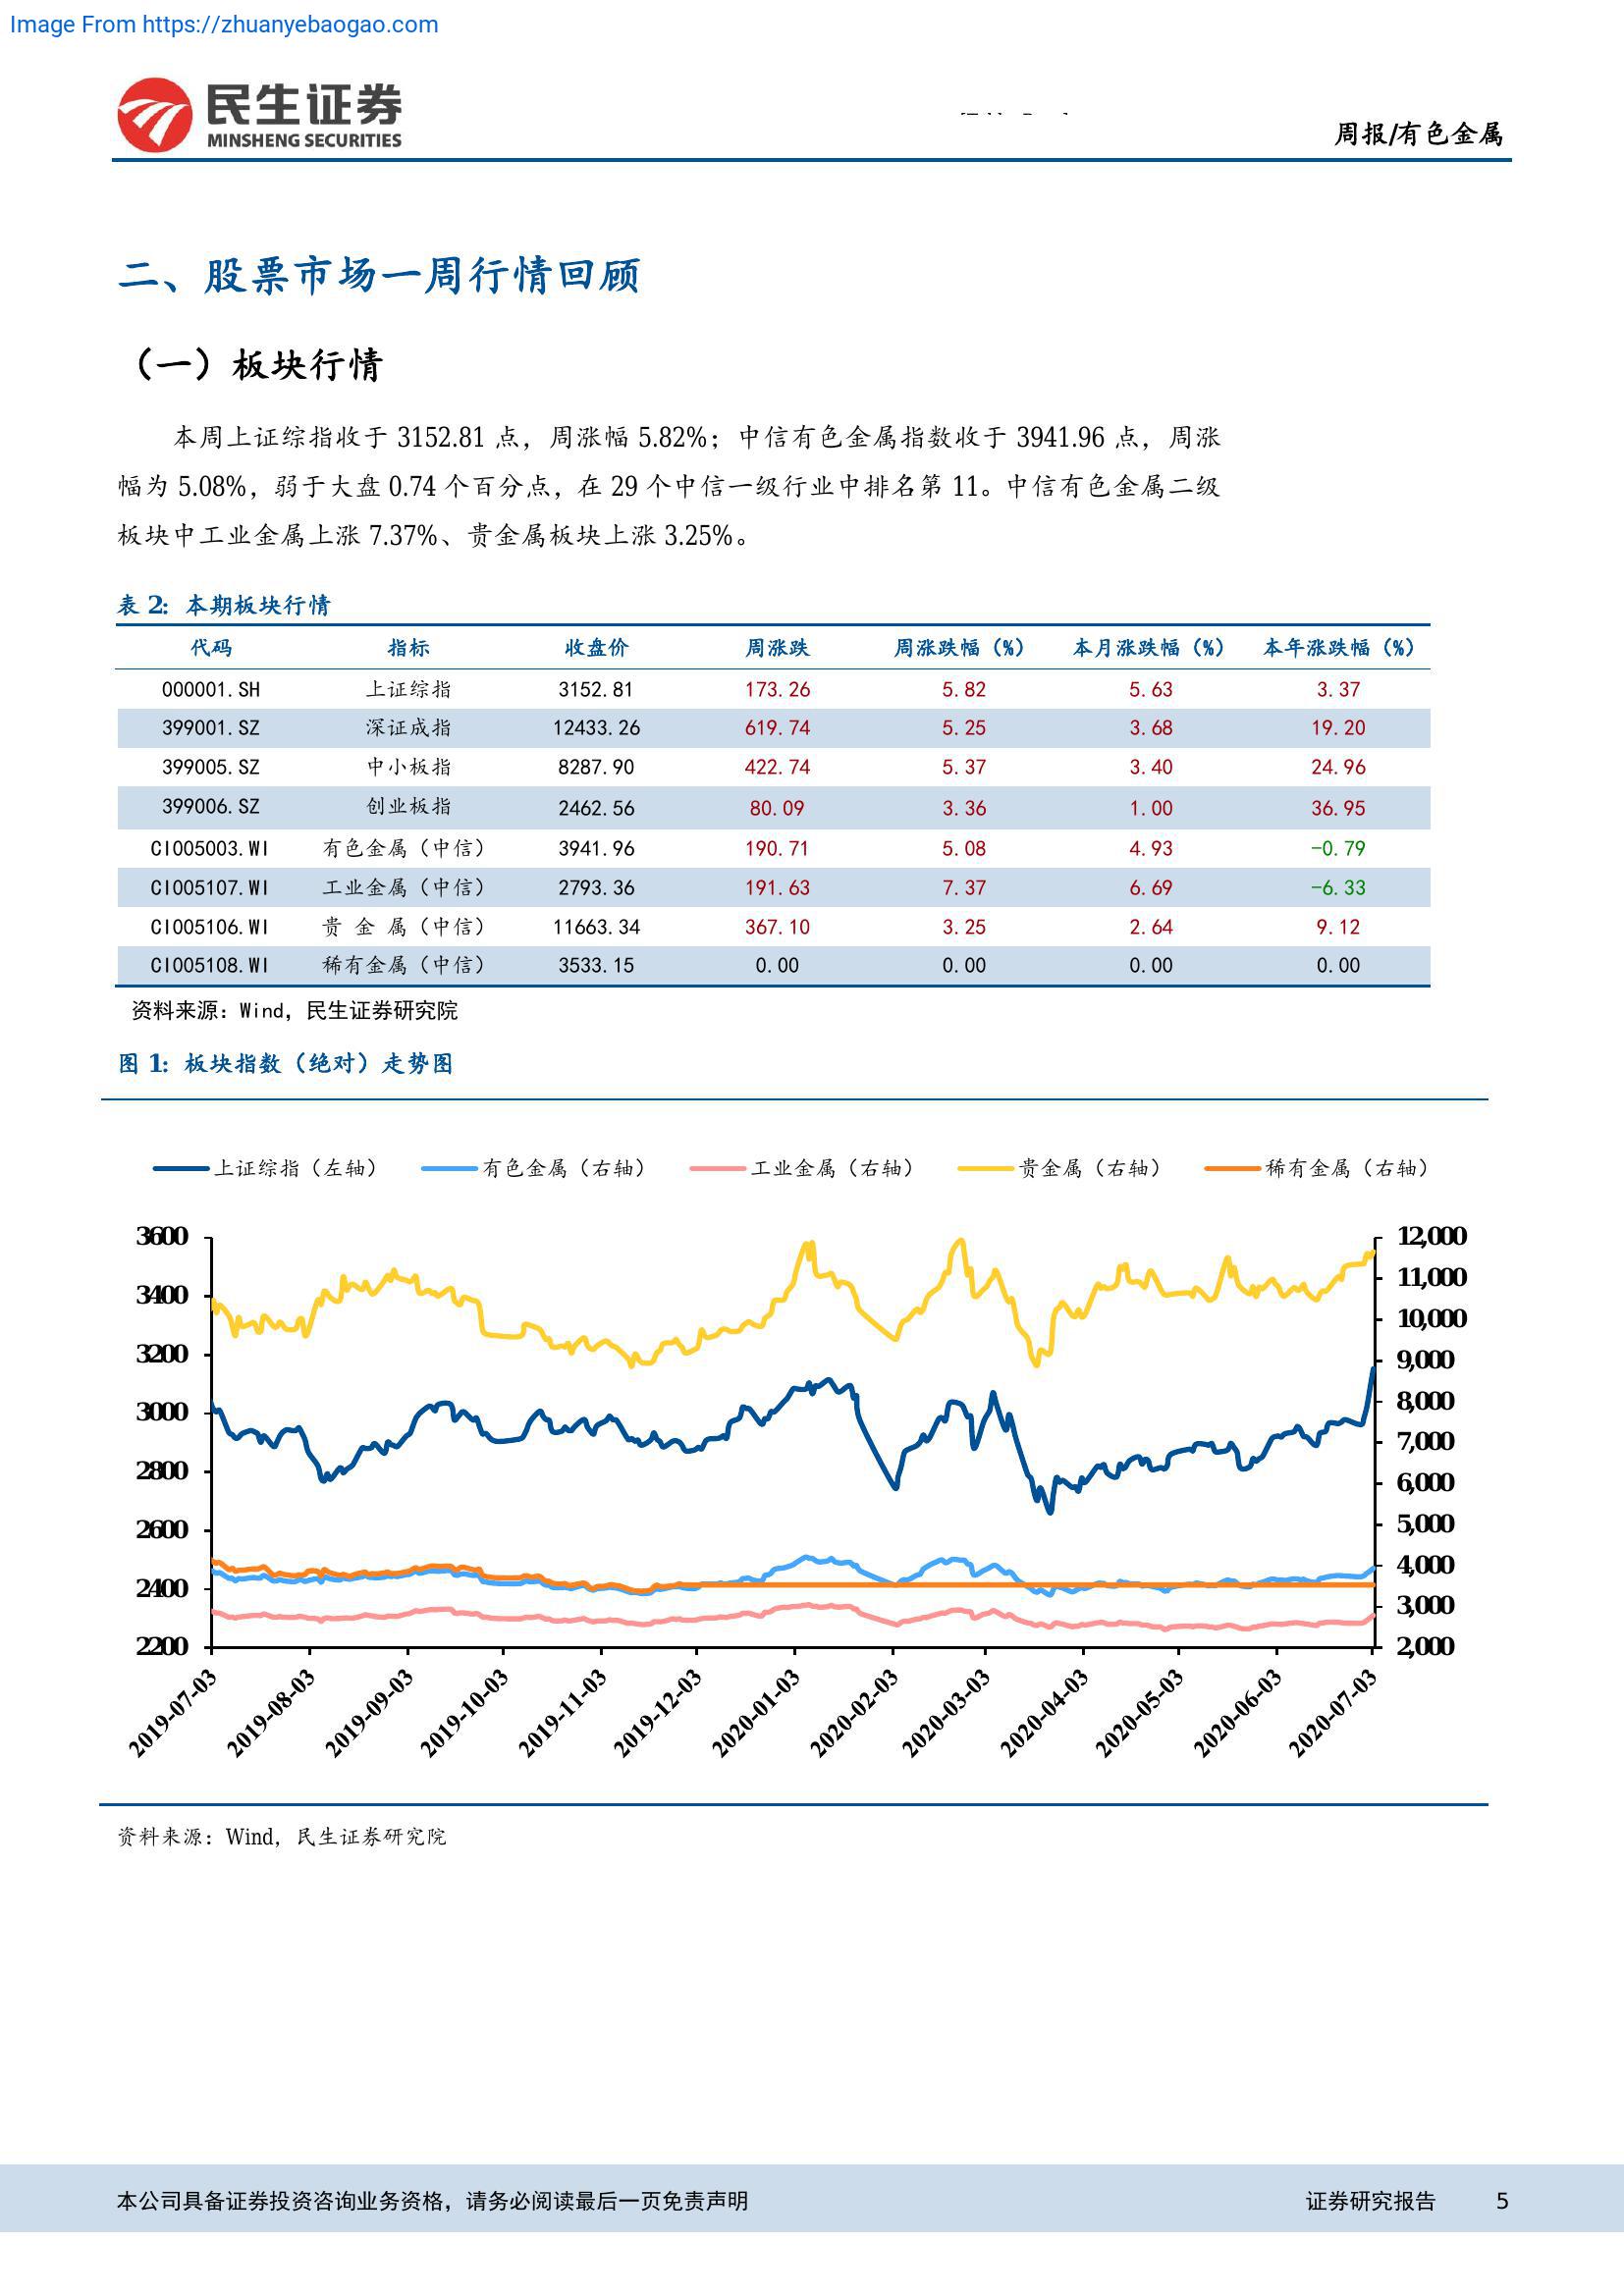 Image From https://zhuanyebaogao.com
民生证券
MINSHENG SECURITIES
周报/有色金属
二、股票市场一周行情回顾
（一）板块行情
本周上证综指收于 3152.81 点，周涨幅 5.82%；中信有色金属指数收于 3941.96 点，周涨
幅为 5.08%，弱于大盘 0.74 个百分点，在 29 个中信一级行业中排名第 11。中信有色金属二级
板块中工业金属上涨 7.37%、贵金属板块上涨 3.25%。
表 2: 本期板块行情
代码 指标 收盘价 周涨跌 周涨跌幅（%） 本月涨跌幅（%） 本年涨跌幅（%）
000001.SH 上证综指 3152.81 173.26 5.82 5.63 3.37
399001.SZ 深证成指 12433.26 619.74 5.25 3.68 19.20
399005.SZ 中小板指 8287.90 422.74 5.37 3.40 24.96
399006.SZ 创业板指 2462.56 80.09 3.36 1.00 36.95
CI005003.WI 有色金属（中信） 3941.96 190.71 5.08 4.93 -0.79
CI005107.WI 工业金属（中信） 2793.36 191.63 7.37 6.69 -6.33
CI005106.WI 贵 金 属（中信） 11663.34 367.10 3.25 2.64 9.12
CI005108.WI 稀有金属（中信） 3533.15 0.00 0.00 0.00 0.00
资料来源：Wind，民生证券研究院
图 1: 板块指数（绝对）走势图
上证综指（左轴） 有色金属（右轴） 工业金属（右轴） 贵金属（右轴） 稀有金属（右轴）
3600
3400
3200
3000
2800
2600
2400
2200
12,000
11,000
10,000
9,000
8,000
7,000
6,000
5,000
4,000
3,000
2,000
2019-07-03
2019-08-03
2019-09-03
2019-10-03
2019-11-03
2019-12-03
2020-01-03
2020-02-03
2020-03-03
2020-04-03
2020-05-03
2020-06-03
2020-07-03
资料来源：Wind，民生证券研究院
本公司具备证券投资咨询业务资格，请务必阅读最后一页免责声明 证券研究报告 5